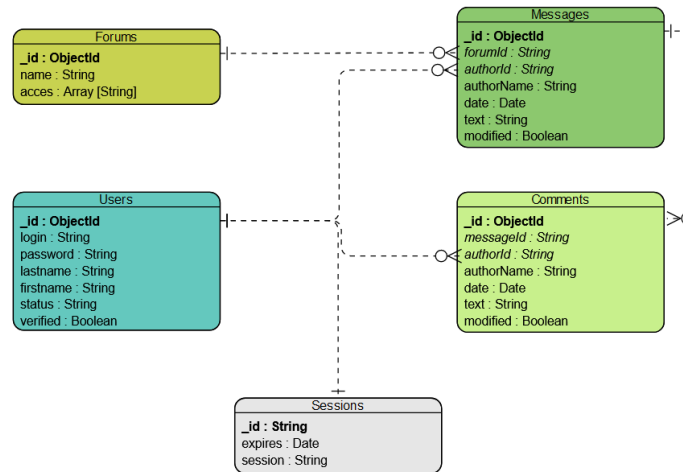 Forums
_id : ObjectId
name : String
acces : Array [String]
Messages
_id : ObjectId
forumId : String
authorId : String
authorName : String
date : Date
text : String
modified : Boolean
Users
_id : ObjectId
login : String
password : String
lastname : String
firstname : String
status : String
verified : Boolean
Comments
_id : ObjectId
messageId : String
authorId : String
authorName : String
date : Date
text : String
modified : Boolean
Sessions
_id : String
expires : Date
session : String